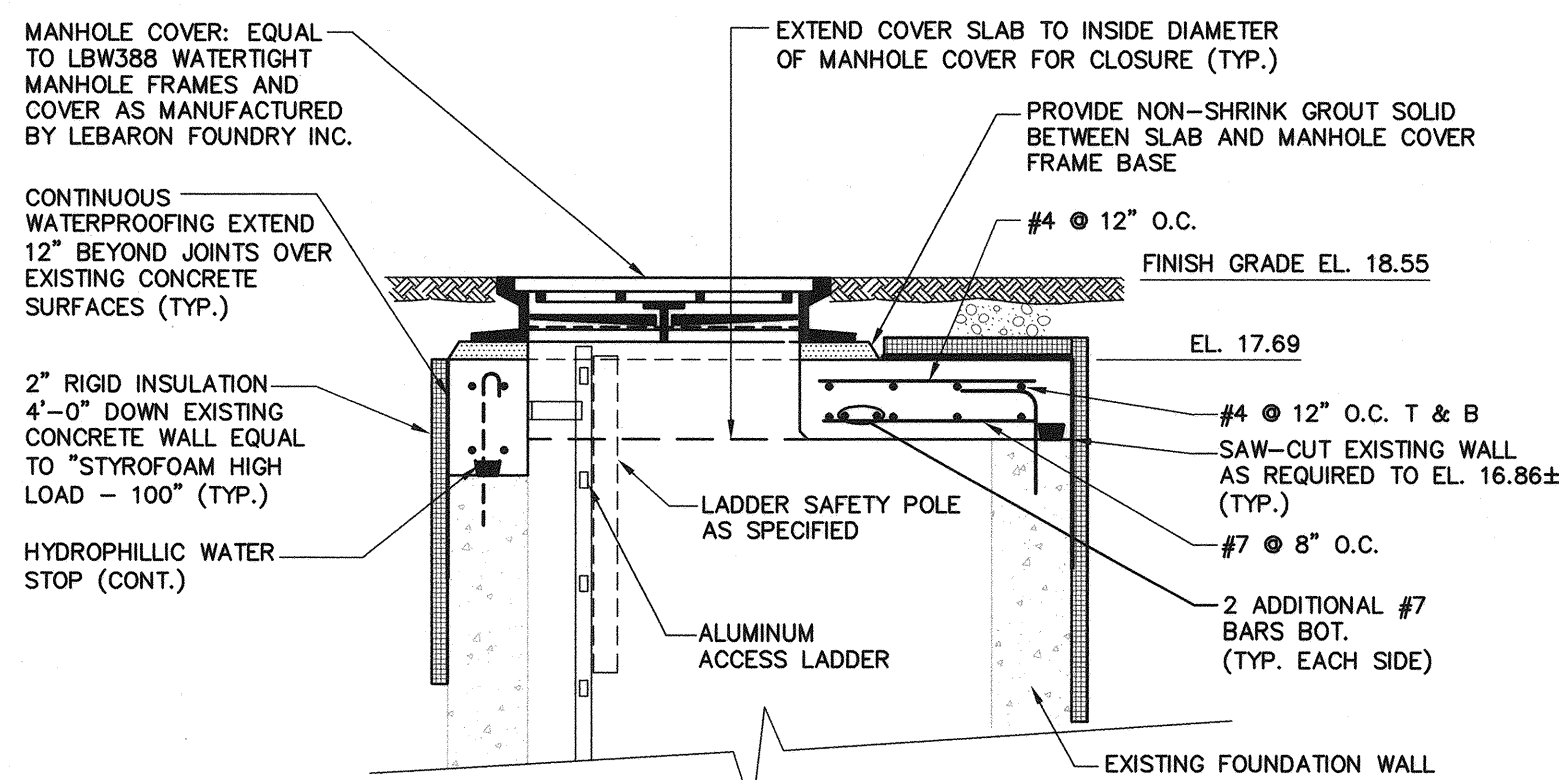 MANHOLE COVER: EQUAL
TO LBW388 WATERTIGHT
MANHOLE FRAMES AND
COVER AS MANUFACTURED
BY LEBARON FOUNDRY INC.
CONTINUOUS
WATERPROOFING EXTEND
12" BEYOND JOINTS OVER
EXISTING CONCRETE
SURFACES (TYP.)
2" RIGID INSULATION
4'-0" DOWN EXISTING
CONCRETE WALL EQUAL
TO "STYROFOAM HIGH
LOAD - 100" (TYP.)
HYDROPHILLIC WATER
STOP (CONT.)
EXTEND COVER SLAB TO INSIDE DIAMETER
OF MANHOLE COVER FOR CLOSURE (TYP.)
PROVIDE NON-SHRINK GROUT SOLID
BETWEEN SLAB AND MANHOLE COVER
FRAME BASE
#4 @ 12" O.C.
FINISH GRADE EL. 18.55
EL. 17.69
#4 @ 12" O.C. T & B
SAW-CUT EXISTING WALL
AS REQUIRED TO EL. 16.86±
(TYP.)
#7 @ 8" O.C.
2 ADDITIONAL #7
BARS BOT.
(TYP. EACH SIDE)
LADDER SAFETY POLE
AS SPECIFIED
ALUMINUM
ACCESS LADDER
EXISTING FOUNDATION WALL